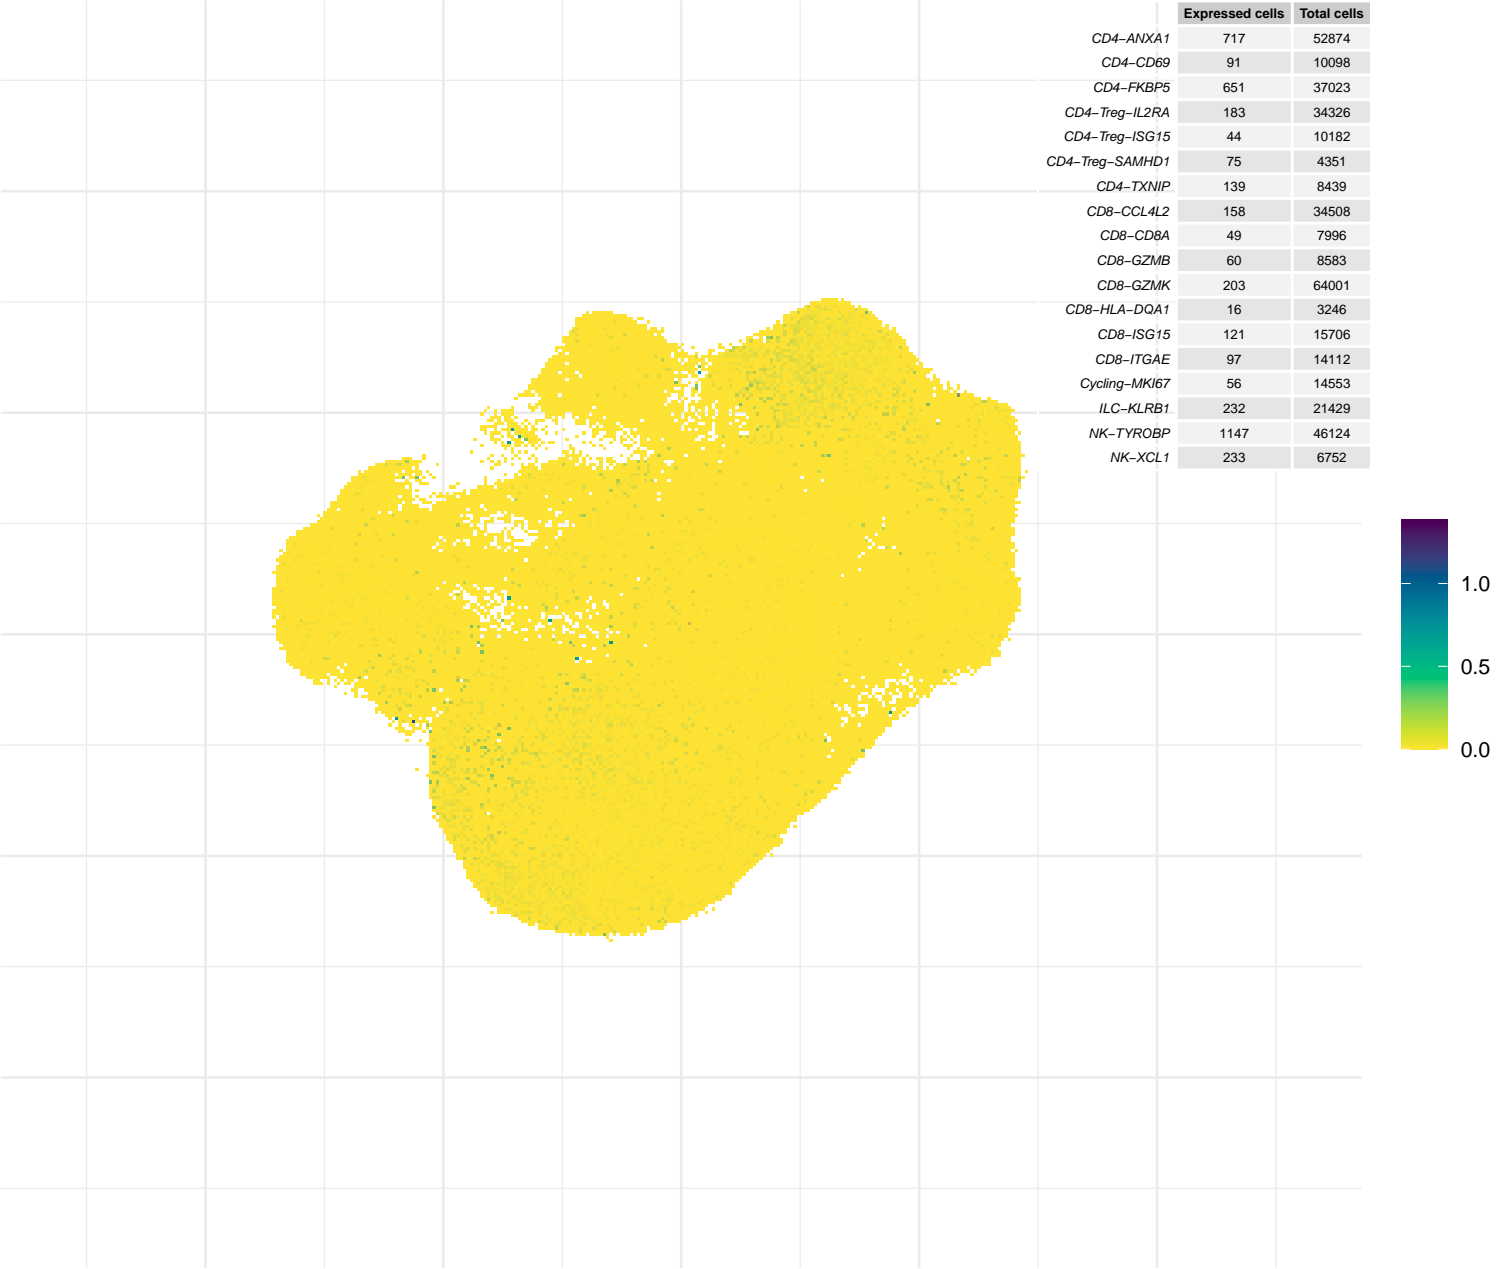 Expressed cells Total cells
CD4−ANXA1 717 52874
CD4−CD69 91 10098
CD4−FKBP5 651 37023
CD4−Treg−IL2RA 183 34326
CD4−Treg−ISG15 44 10182
CD4−Treg−SAMHD1 75 4351
CD4−TXNIP 139 8439
CD8−CCL4L2 158 34508
CD8−CD8A 49 7996
CD8−GZMB 60 8583
CD8−GZMK 203 64001
CD8−HLA−DQA1 16 3246
CD8−ISG15 121 15706
CD8−ITGAE 97 14112
Cycling−MKI67 56 14553
ILC−KLRB1 232 21429
NK−TYROBP 1147 46124
NK−XCL1 233 6752
1.0
0.5
0.0